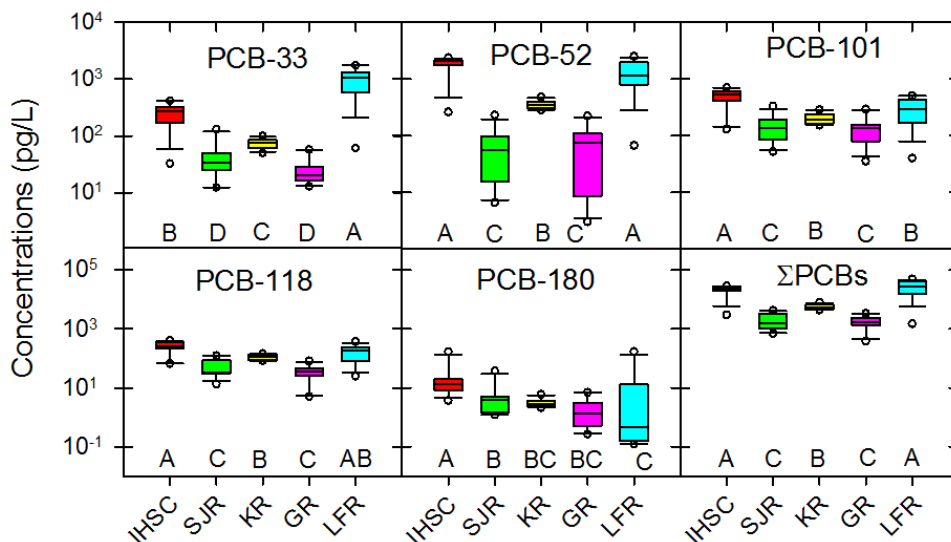 10⁴
10³
10²
10¹
PCB-33
PCB-52
PCB-101
B D C D A
A C B C A
A C B C B
Concentrations (pg/L)
10⁵
10³
10¹
10⁻¹
PCB-118
PCB-180
ΣPCBs
A C B C AB
A B BC BC C
A C B C A
IHSC SJR KR GR LFR
IHSC SJR KR GR LFR
IHSC SJR KR GR LFR